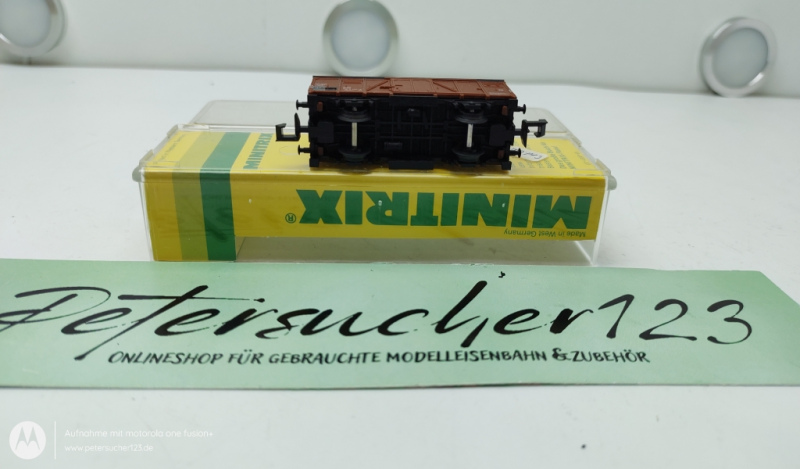 MINITRIX
MINITRIX®
Made in West Germany
Petersucher123
ONLINESHOP FÜR GEBRAUCHTE MODELLEISENBAHN & ZUBEHÖR
Aufnahme mit motorola one fusion+
www.petersucher123.de